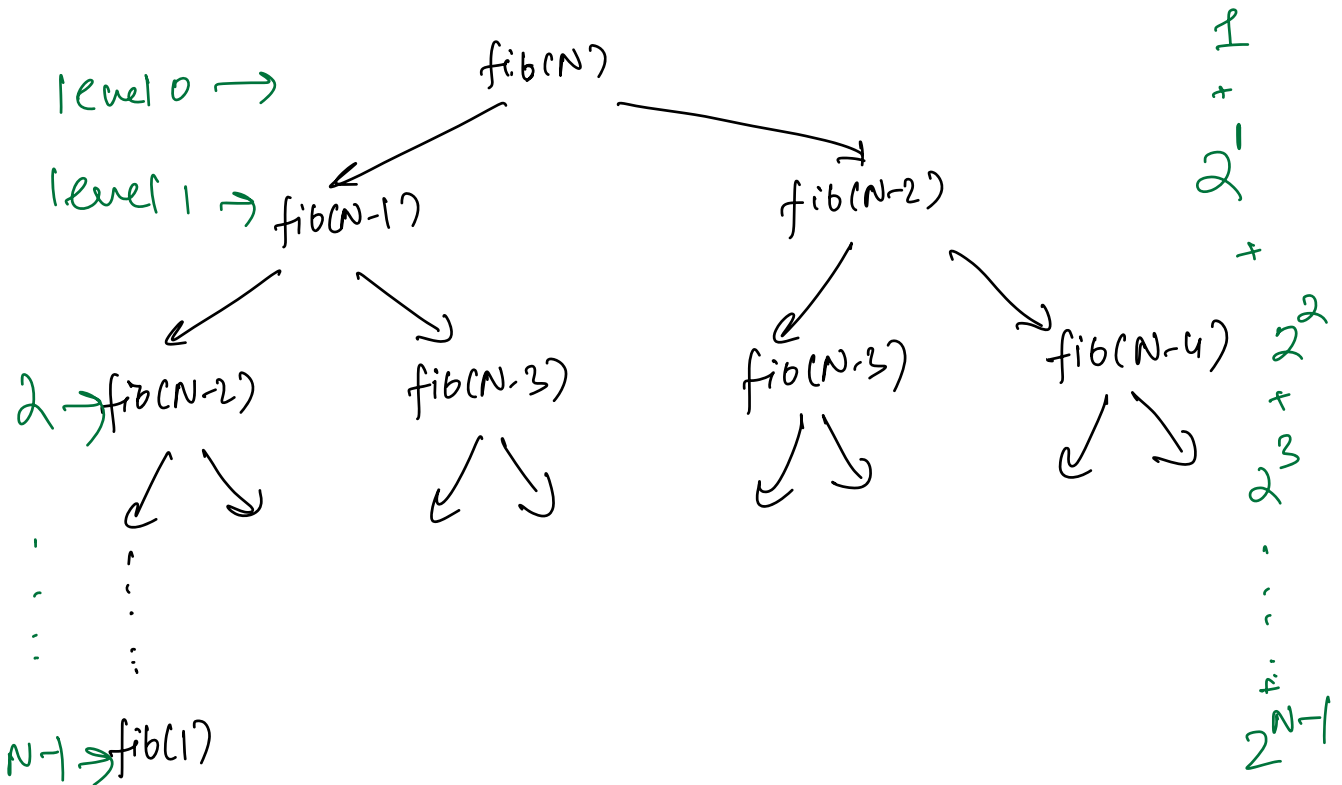 level 0 → fib(N) 1
+
level 1 → fib(N-1) fib(N-2) 2^1
+
2 → fib(N-2) fib(N-3) fib(N-3) fib(N-4) 2^2
+
2^3
+
N-1 → fib(1) 2^N-1